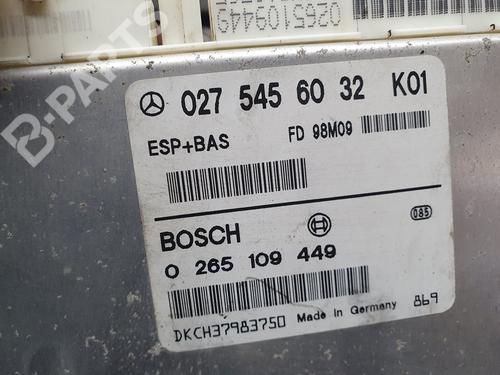 0265109449
027 545 60 32 K01
ESP+BAS FD 98M09
BOSCH 085
0 265 109 449
DKCH37983750 Made in Germany 869
B-PARTS